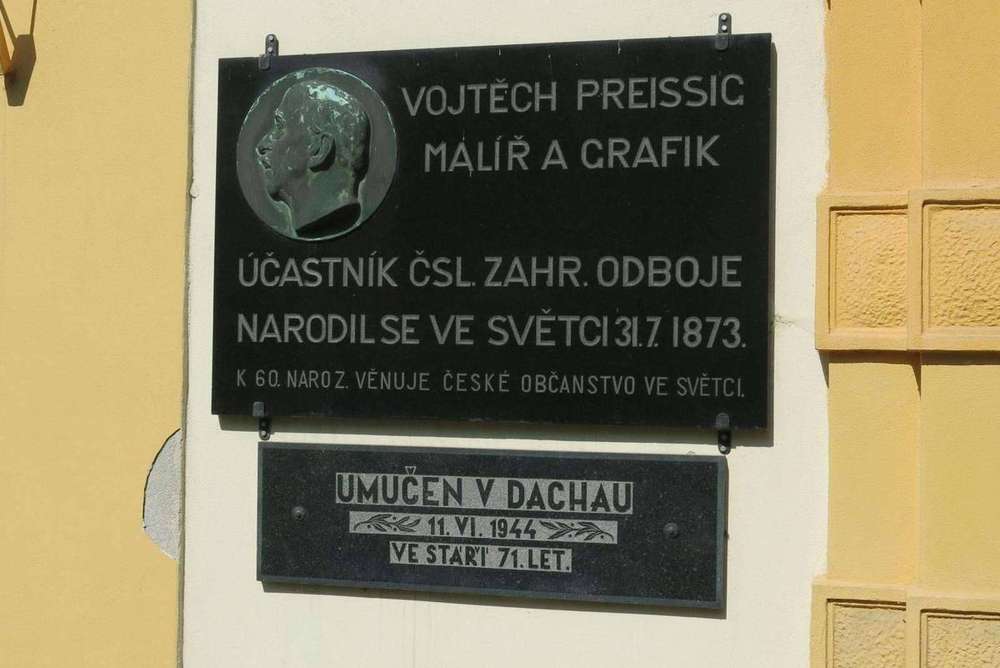 VOJTĚCH PREISSIG
MALÍŘ A GRAFIK
ÚČASTNÍK ČSL. ZAHR. ODBOJE
NARODIL SE VE SVĚTCI 31.7. 1873.
K 60. NAROZ. VĚNUJE ČESKÉ OBČANSTVO VE SVĚTCI.
UMUČEN V DACHAU
11. VI. 1944
VE STÁŘÍ 71. LET.